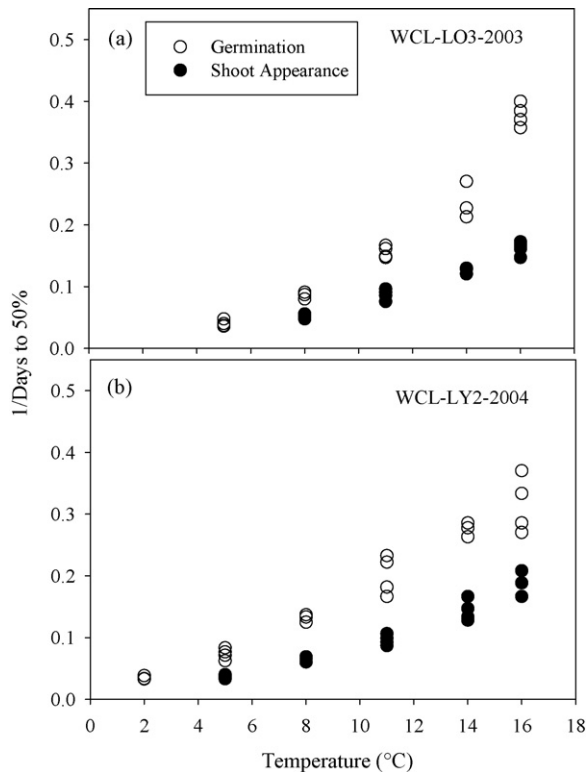 0.5
(a)
Germination
Shoot Appearance
WCL-LO3-2003
0.4
0.3
0.2
0.1
0.0
1/Days to 50%
0.5
(b)
WCL-LY2-2004
0.4
0.3
0.2
0.1
0.0
0 2 4 6 8 10 12 14 16 18
Temperature (°C)